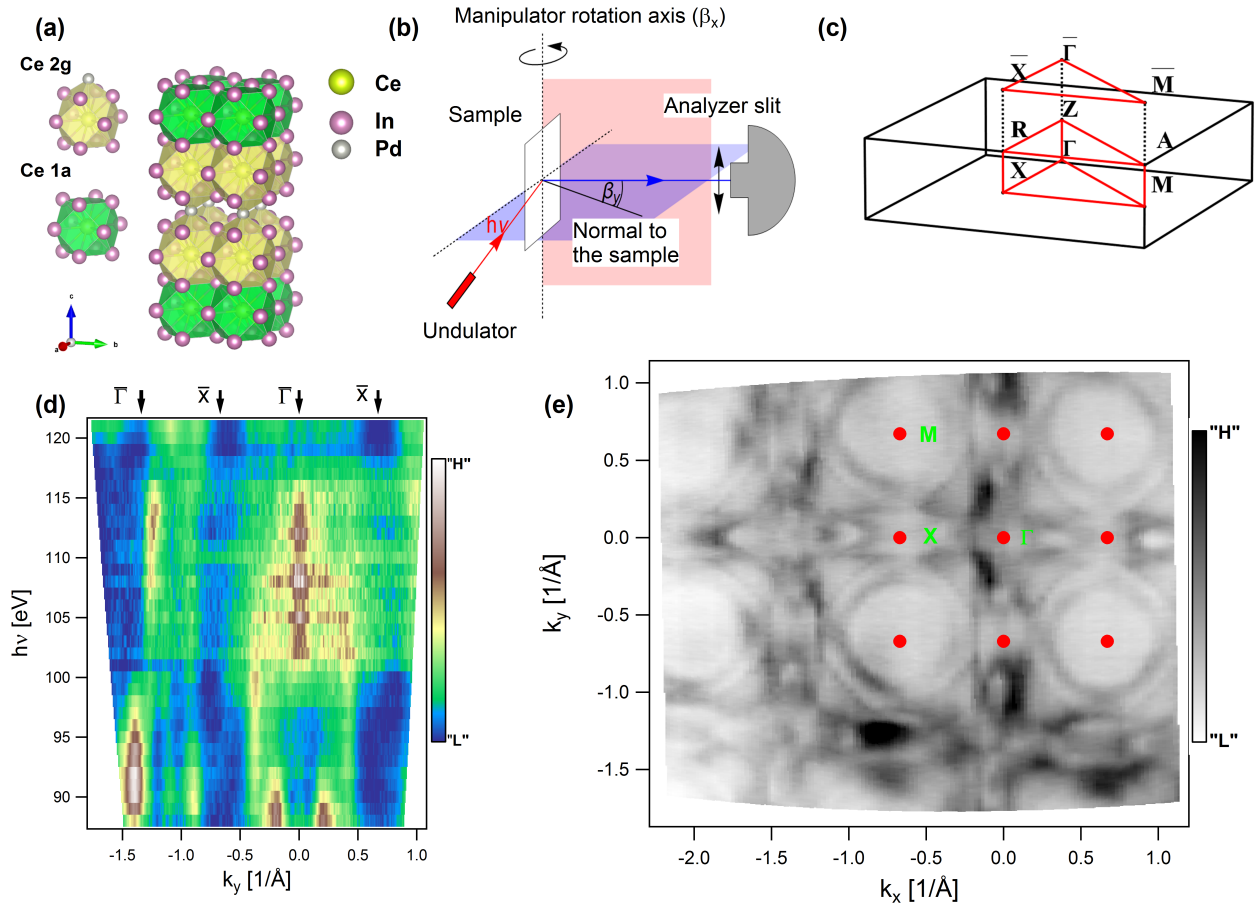 (a)
Ce 2g
Ce 1a
Ce
In
Pd
c
a
b
(b)
Manipulator rotation axis (βx)
Sample
Analyzer slit
βy
hν
Normal to
the sample
Undulator
(c)
X̅
Γ̅
M̅
Z
R
A
Γ
X
M
(d)
Γ̅
X̅
Γ̅
X̅
hν [eV]
120
115
110
105
100
95
90
-1.5
-1.0
-0.5
0.0
0.5
1.0
ky [1/Å]
"H"
"L"
(e)
ky [1/Å]
1.0
0.5
0.0
-0.5
-1.0
-1.5
M
X
Γ
-2.0
-1.5
-1.0
-0.5
0.0
0.5
1.0
kx [1/Å]
"H"
"L"